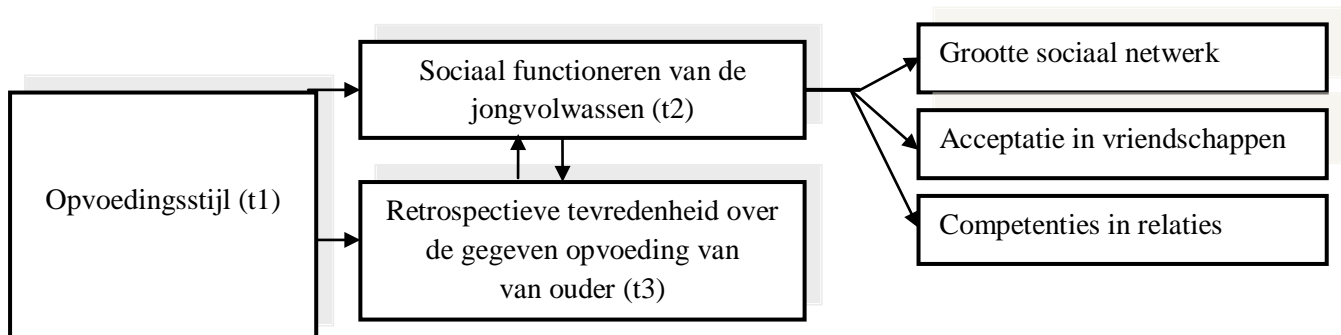 Opvoedingsstijl (t1)
Sociaal functioneren van de
jongvolwassen (t2)
Retrospectieve tevredenheid over
de gegeven opvoeding van
van ouder (t3)
Grootte sociaal netwerk
Acceptatie in vriendschappen
Competenties in relaties